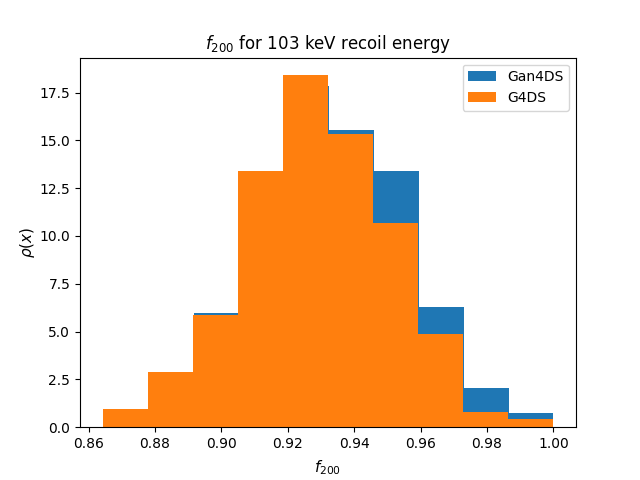 f₂₀₀ for 103 keV recoil energy
Gan4DS
G4DS
17.5
15.0
12.5
10.0
7.5
5.0
2.5
0.0
ρ(x)
0.86 0.88 0.90 0.92 0.94 0.96 0.98 1.00
f₂₀₀